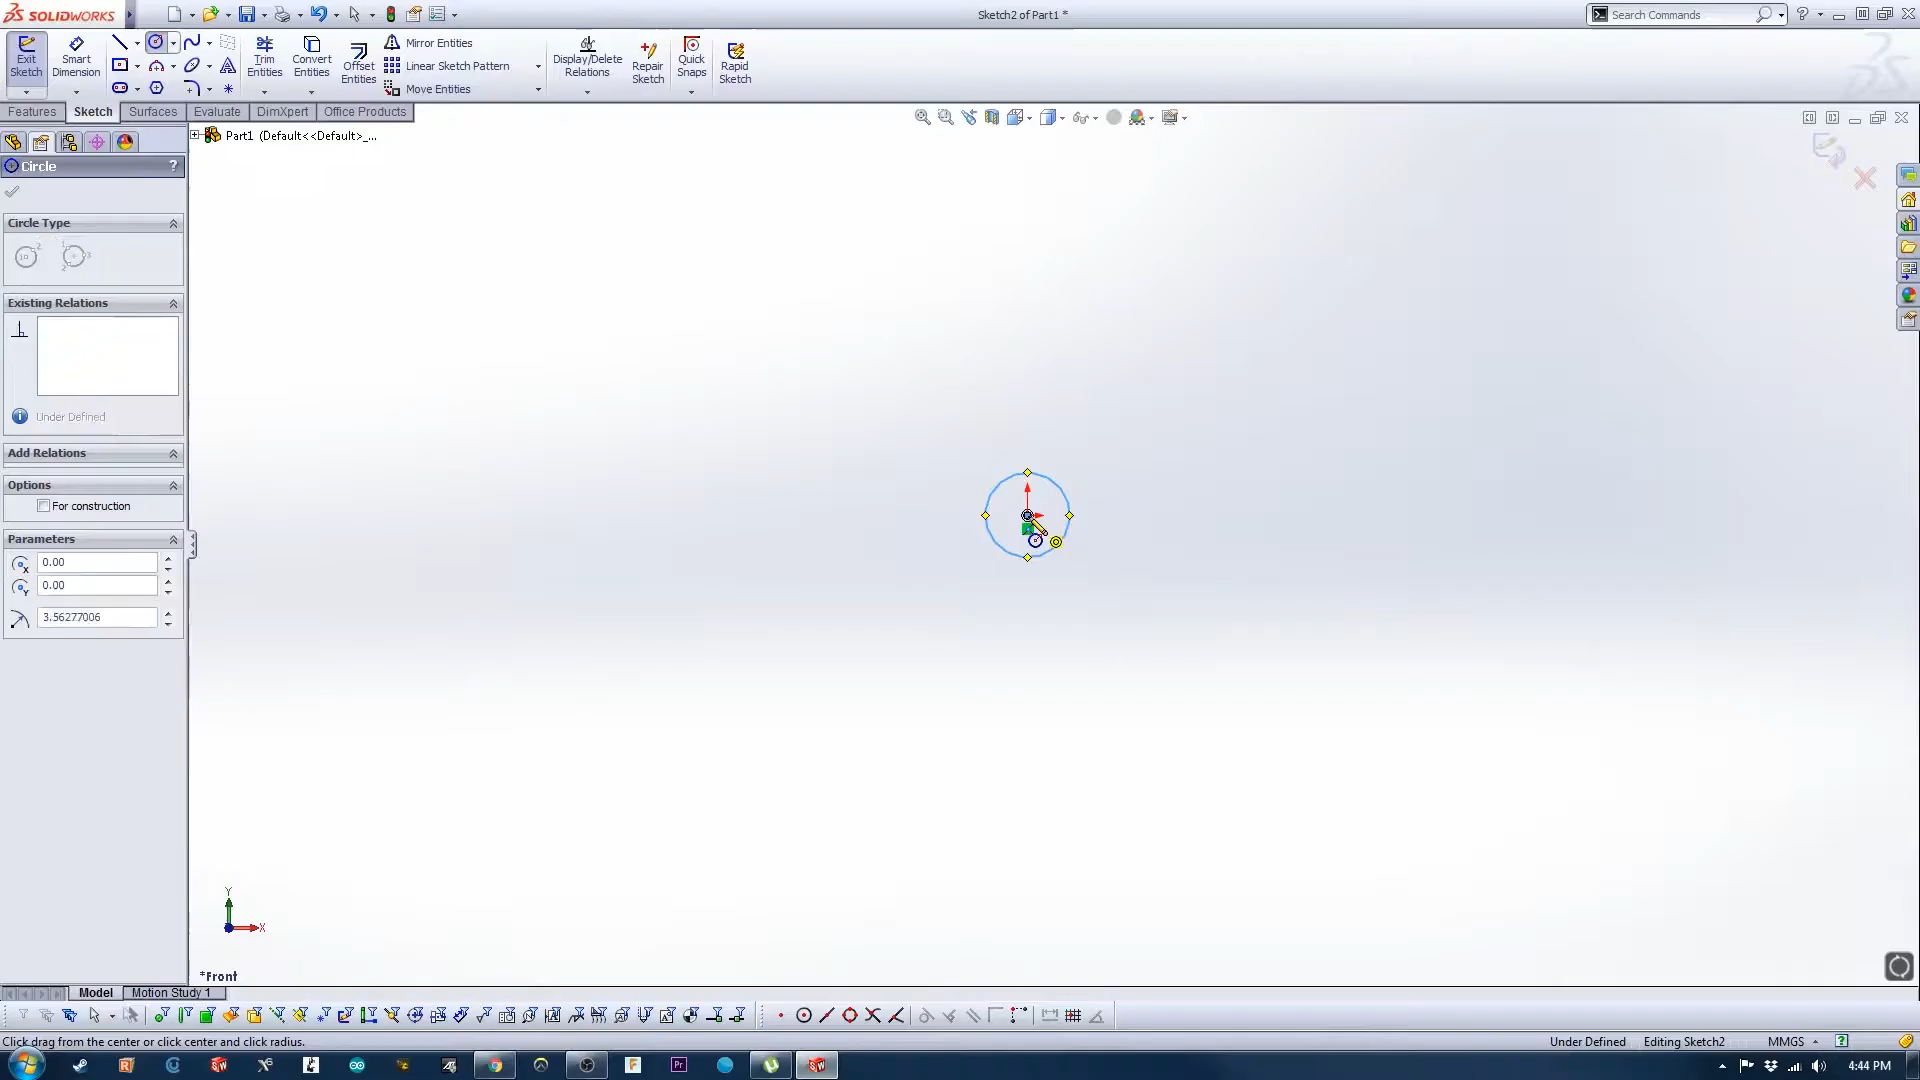 SOLIDWORKS
Sketch2 of Part1 *
Search Commands
Exit Sketch
Smart Dimension
Trim Entities
Convert Entities
Offset Entities
Mirror Entities
Linear Sketch Pattern
Move Entities
Display/Delete Relations
Repair Sketch
Quick Snaps
Rapid Sketch
Features
Sketch
Surfaces
Evaluate
DimXpert
Office Products
Part1 (Default<<Default>_...
Circle
?
Circle Type
Existing Relations
Under Defined
Add Relations
Options
For construction
Parameters
0.00
0.00
3.56277006
Y
X
*Front
Model
Motion Study 1
Click drag from the center or click center and click radius.
Under Defined
Editing Sketch2
MMGS
4:44 PM